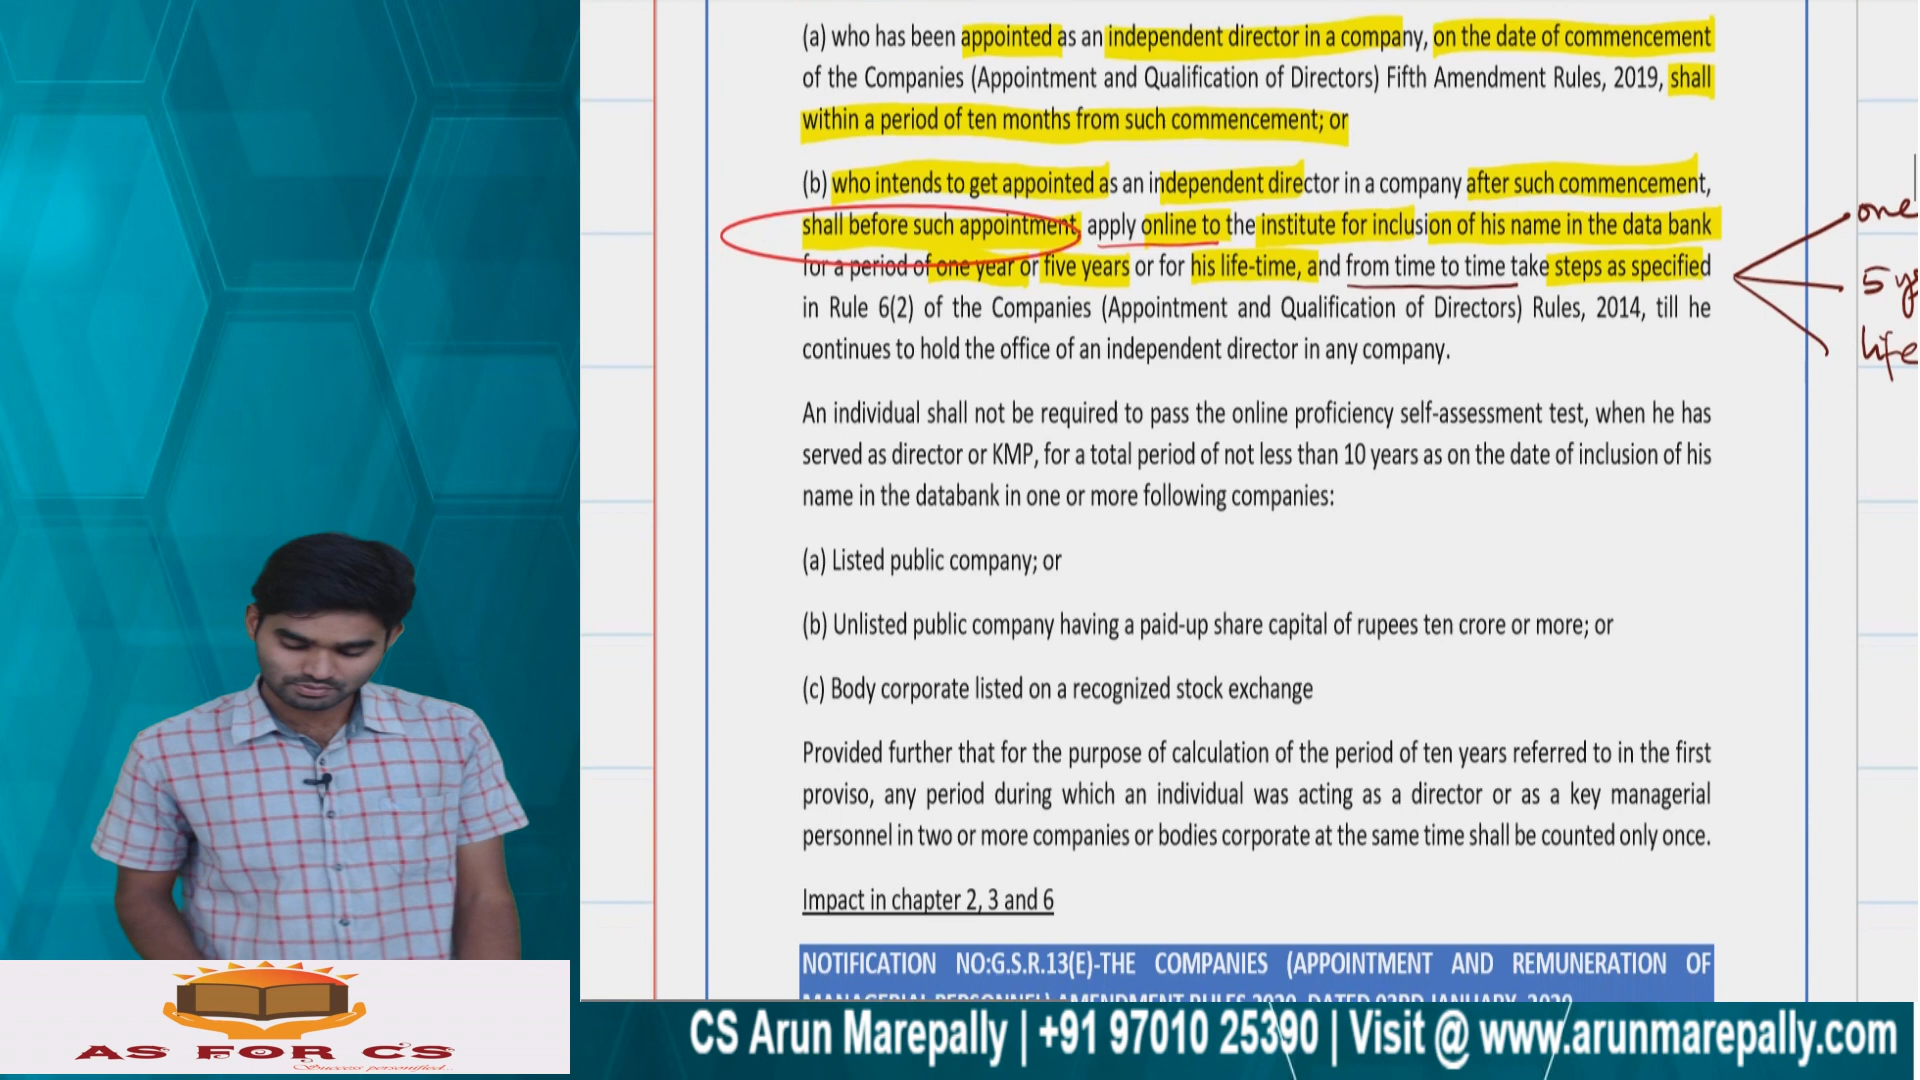 (a) who has been appointed as an independent director in a company, on the date of commencement
of the Companies (Appointment and Qualification of Directors) Fifth Amendment Rules, 2019, shall
within a period of ten months from such commencement; or
(b) who intends to get appointed as an independent director in a company after such commencement,
shall before such appointment, apply online to the institute for inclusion of his name in the data bank
for a period of one year or five years or for his life-time, and from time to time take steps as specified
in Rule 6(2) of the Companies (Appointment and Qualification of Directors) Rules, 2014, till he
continues to hold the office of an independent director in any company.
one
5 y
life
An individual shall not be required to pass the online proficiency self-assessment test, when he has
served as director or KMP, for a total period of not less than 10 years as on the date of inclusion of his
name in the databank in one or more following companies:
(a) Listed public company; or
(b) Unlisted public company having a paid-up share capital of rupees ten crore or more; or
(c) Body corporate listed on a recognized stock exchange
Provided further that for the purpose of calculation of the period of ten years referred to in the first
proviso, any period during which an individual was acting as a director or as a key managerial
personnel in two or more companies or bodies corporate at the same time shall be counted only once.
Impact in chapter 2, 3 and 6
NOTIFICATION NO:G.S.R.13(E)-THE COMPANIES (APPOINTMENT AND REMUNERATION OF
MANAGERIAL PERSONNEL) AMENDMENT RULES 2020, DATED 03RD JANUARY, 2020
AS FOR CS
Success personified...
CS Arun Marepally | +91 97010 25390 | Visit @ www.arunmarepally.com